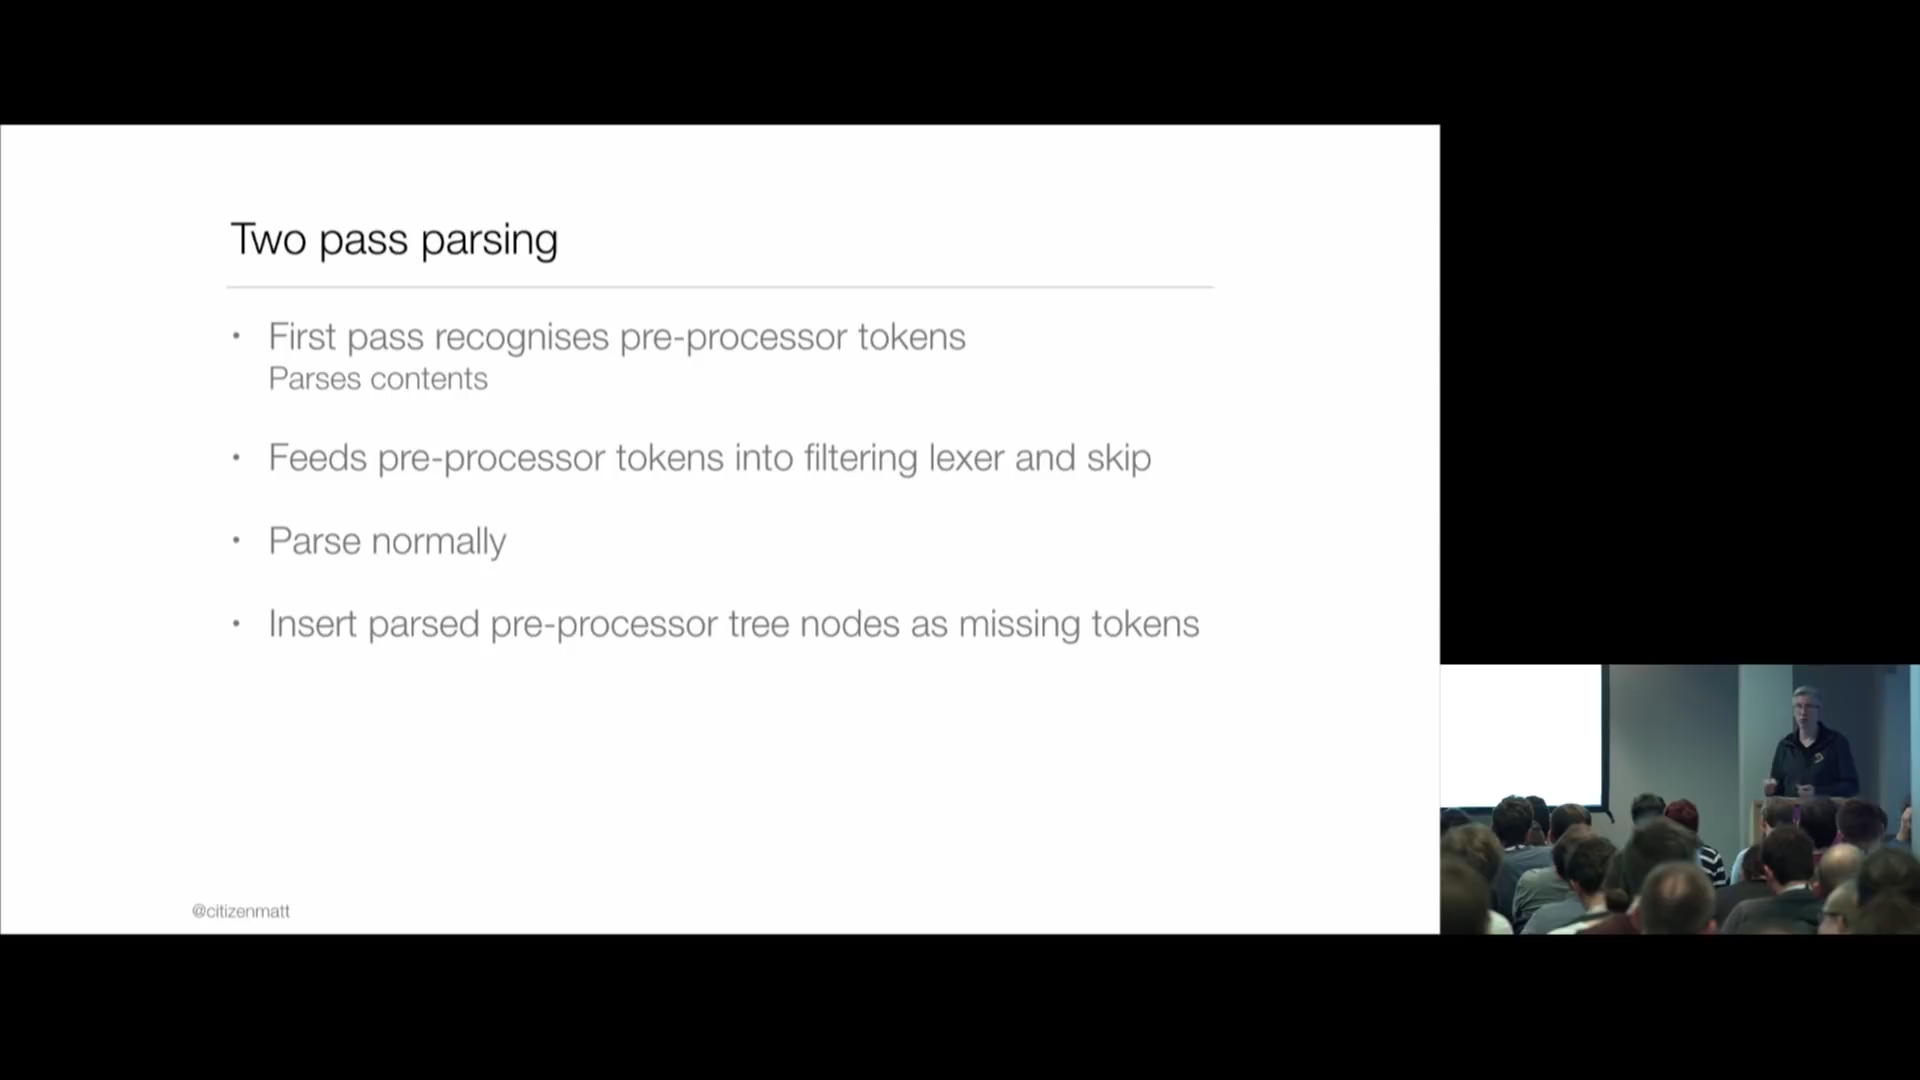 Two pass parsing
• First pass recognises pre-processor tokens
Parses contents
• Feeds pre-processor tokens into filtering lexer and skip
• Parse normally
• Insert parsed pre-processor tree nodes as missing tokens
@citizenmatt